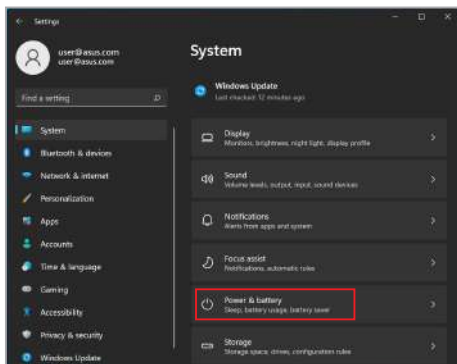 Settings
user@asus.com
user@asus.com
Find a setting
System
Bluetooth & devices
Network & internet
Personalization
Apps
Accounts
Time & language
Gaming
Accessibility
Privacy & security
Windows Update
System
Windows Update
Last checked: 12 minutes ago
Display
Monitors, brightness, night light, display profile
Sound
Volume levels, output, input, sound devices
Notifications
Alerts from apps and system
Focus assist
Notifications, automatic rules
Power & battery
Sleep, battery usage, battery saver
Storage
Storage space, drives, configuration rules